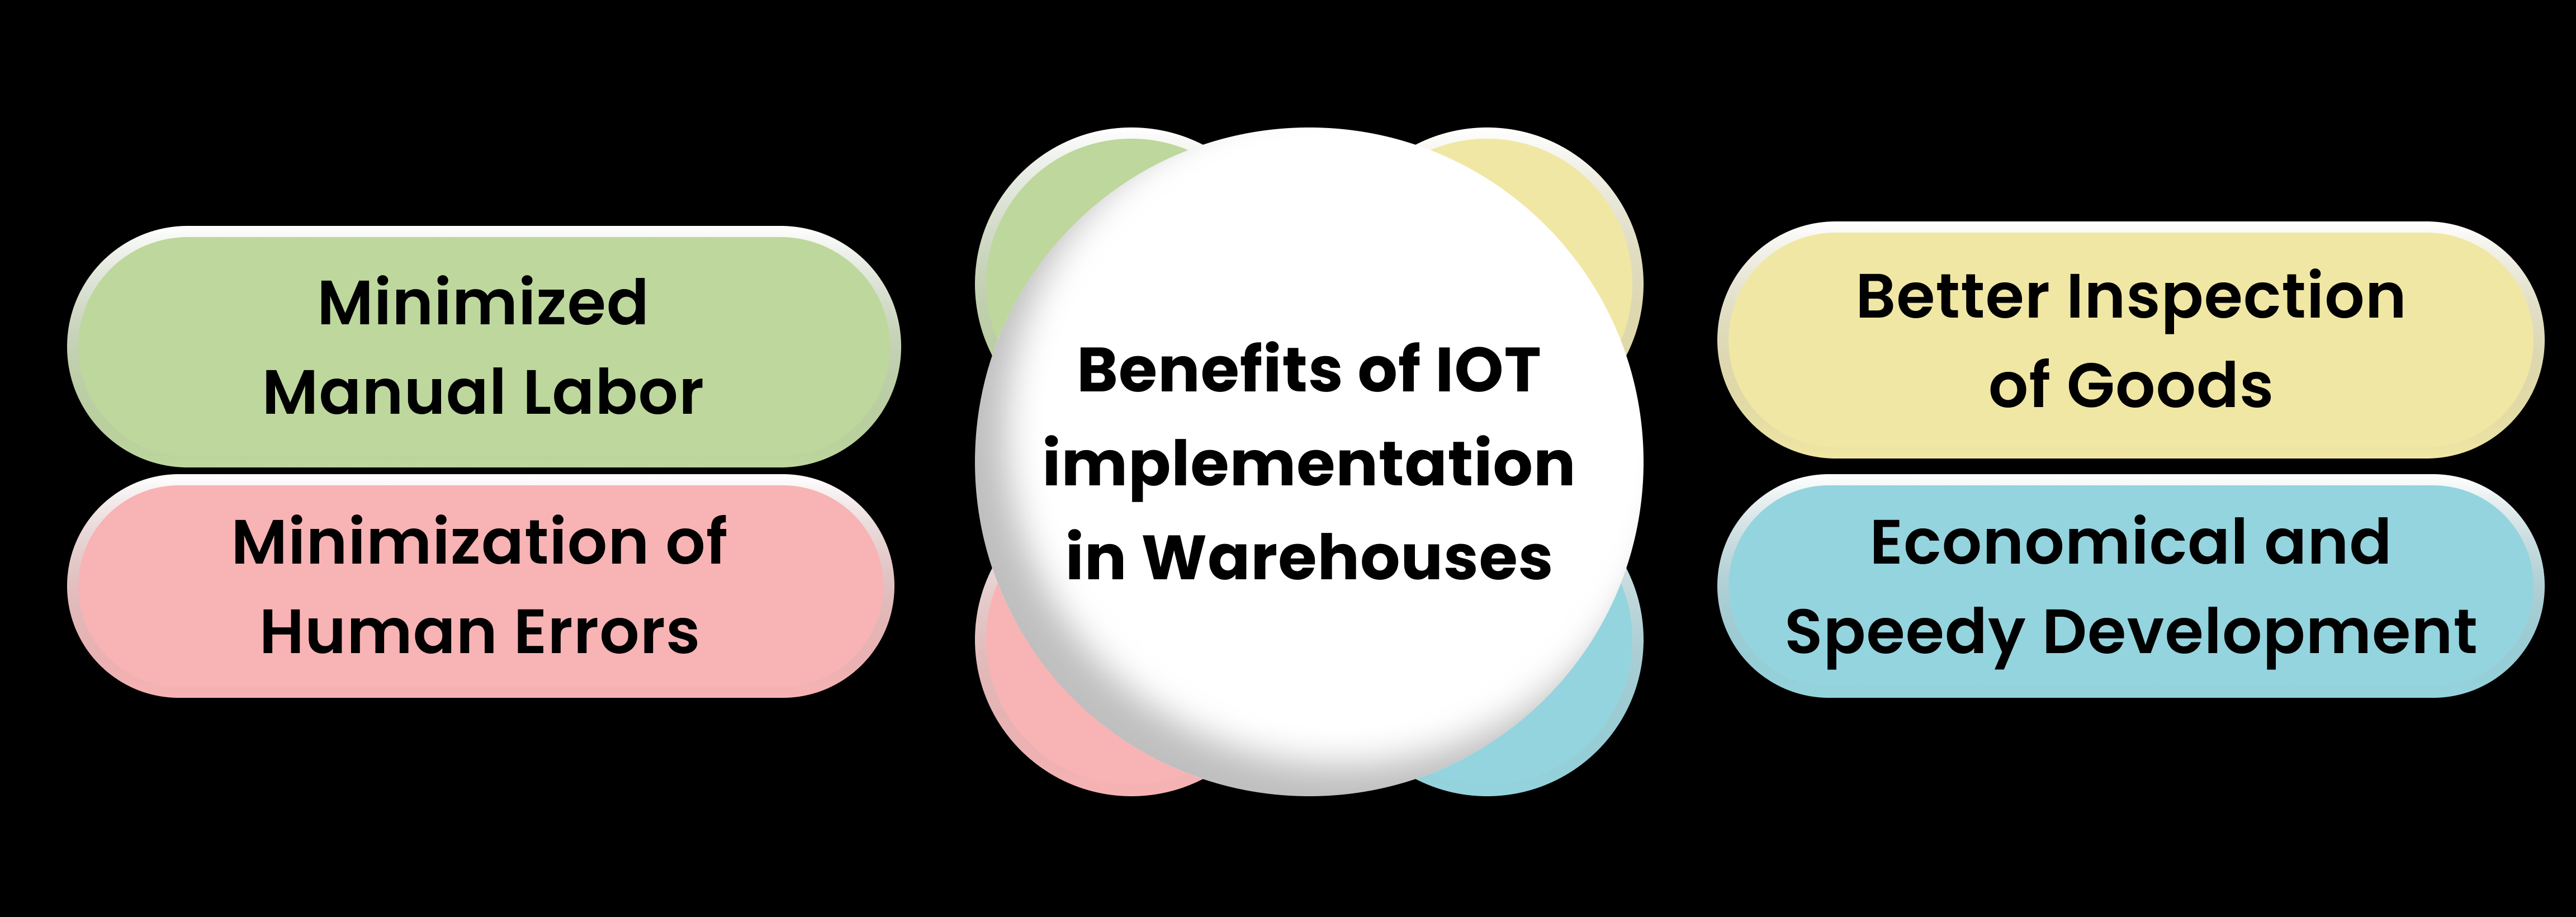 Minimized
Manual Labor
Minimization of
Human Errors
Benefits of IOT
implementation
in Warehouses
Better Inspection
of Goods
Economical and
Speedy Development